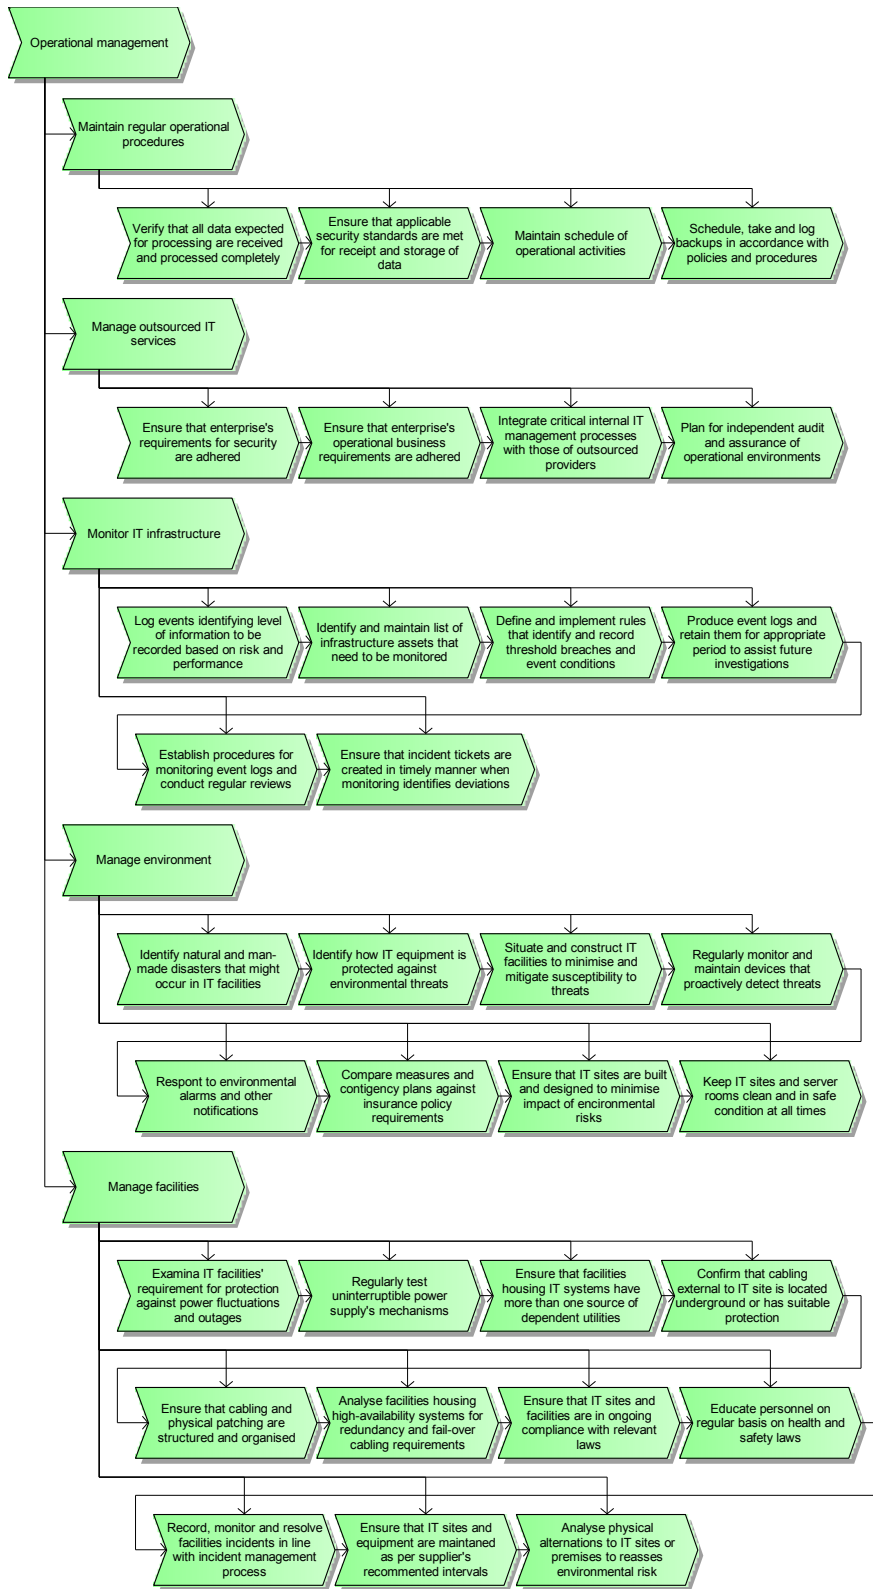 Operational management
Maintain regular operational
procedures
Verify that all data expected
for processing are received
and processed completely
Ensure that applicable
security standards are met
for receipt and storage of
data
Maintain schedule of
operational activities
Schedule, take and log
backups in accordance with
policies and procedures
Manage outsourced IT
services
Ensure that enterprise's
requirements for security
are adhered
Ensure that enterprise's
operational business
requirements are adhered
Integrate critical internal IT
management processes
with those of outsourced
providers
Plan for independent audit
and assurance of
operational environments
Monitor IT infrastructure
Log events identifying level
of information to be
recorded based on risk and
performance
Identify and maintain list of
infrastructure assets that
need to be monitored
Define and implement rules
that identify and record
threshold breaches and
event conditions
Produce event logs and
retain them for appropriate
period to assist future
investigations
Establish procedures for
monitoring event logs and
conduct regular reviews
Ensure that incident tickets are
created in timely manner when
monitoring identifies deviations
Manage environment
Identify natural and man-
made disasters that might
occur in IT facilities
Identify how IT equipment is
protected against
environmental threats
Situate and construct IT
facilities to minimise and
mitigate susceptibility to
threats
Regularly monitor and
maintain devices that
proactively detect threats
Respont to environmental
alarms and other
notifications
Compare measures and
contigency plans against
insurance policy
requirements
Ensure that IT sites are built
and designed to minimise
impact of encironmental
risks
Keep IT sites and server
rooms clean and in safe
condition at all times
Manage facilities
Examina IT facilities'
requirement for protection
against power fluctuations
and outages
Regularly test
uninterruptible power
supply's mechanisms
Ensure that facilities
housing IT systems have
more than one source of
dependent utilities
Confirm that cabling
external to IT site is located
underground or has suitable
protection
Ensure that cabling and
physical patching are
structured and organised
Analyse facilities housing
high-availability systems for
redundancy and fail-over
cabling requirements
Ensure that IT sites and
facilities are in ongoing
compliance with relevant
laws
Educate personnel on
regular basis on health and
safety laws
Record, monitor and resolve
facilities incidents in line
with incident management
process
Ensure that IT sites and
equipment are maintaned
as per supplier's
recommented intervals
Analyse physical
alternations to IT sites or
premises to reasses
environmental risk